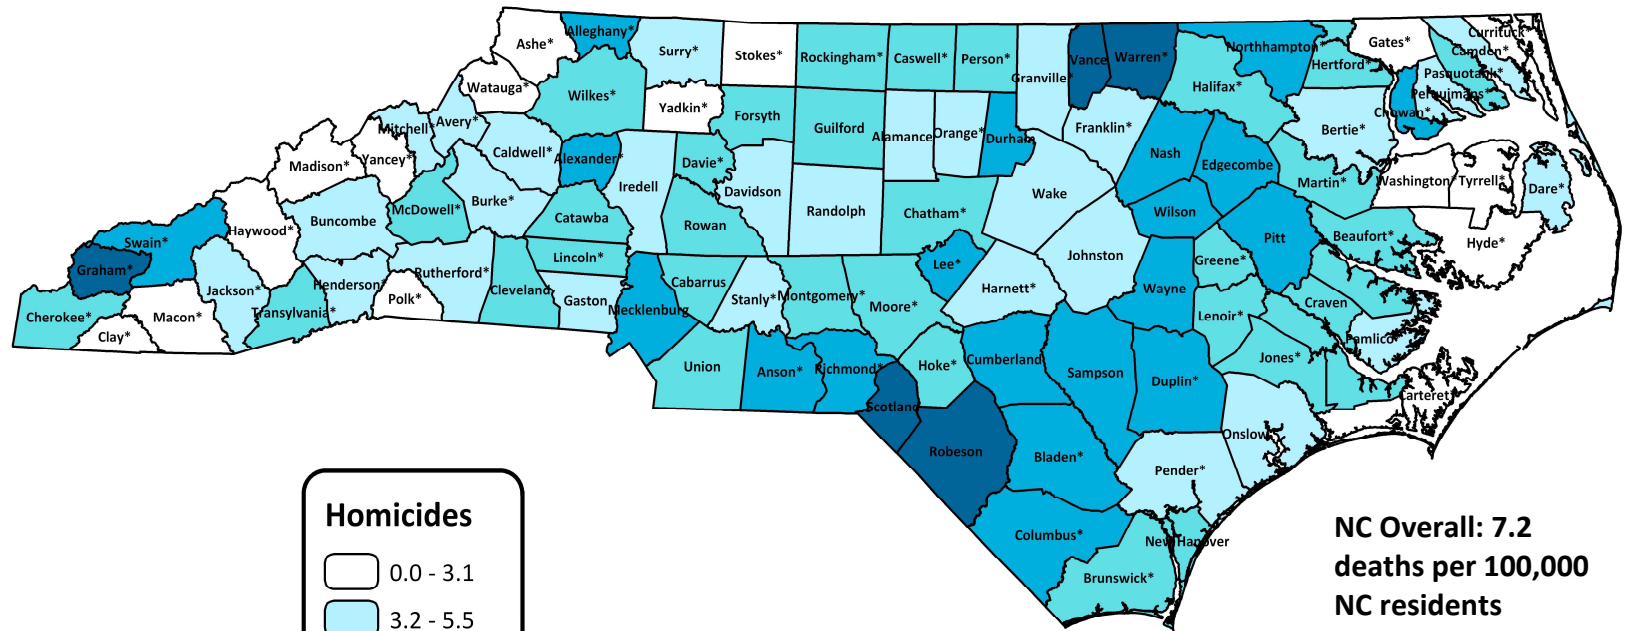 Ashe*
Alleghany*
Surry*
Stokes*
Rockingham*
Caswell*
Person*
Granville*
Vance
Warren*
Northhampton*
Gates*
Currituck*
Camden*
Hertford*
Pasquotank*
Perquimans*
Chowan*
Watauga*
Wilkes*
Yadkin*
Forsyth
Guilford
Alamance
Orange*
Durham
Franklin*
Halifax*
Bertie*
Mitchell*
Avery*
Caldwell*
Alexander*
Iredell
Davie*
Davidson
Randolph
Chatham*
Wake
Nash
Edgecombe
Martin*
Washington*
Tyrrell*
Dare*
Madison*
Yancey*
McDowell*
Burke*
Catawba
Rowan
Wilson
Pitt
Beaufort*
Hyde*
Swain*
Haywood*
Buncombe
Graham*
Jackson*
Henderson*
Rutherford*
Polk*
Cleveland
Lincoln*
Gaston
Mecklenburg
Cabarrus
Stanly*
Montgomery*
Moore*
Lee*
Harnett*
Johnston
Wayne
Greene*
Lenoir*
Craven
Pamlico*
Cherokee*
Clay*
Macon*
Transylvania*
Union
Anson*
Richmond*
Hoke*
Cumberland
Sampson
Duplin*
Jones*
Carteret*
Scotland
Robeson
Bladen*
Pender*
Onslow
Columbus*
Brunswick*
New Hanover
Homicides
0.0 - 3.1
3.2 - 5.5
NC Overall: 7.2
deaths per 100,000
NC residents